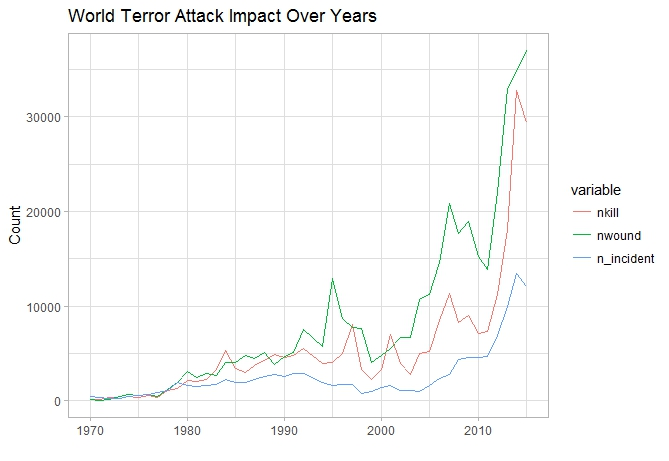 World Terror Attack Impact Over Years
Count
30000
20000
10000
0
1970 1980 1990 2000 2010
variable
nkill
nwound
n_incident